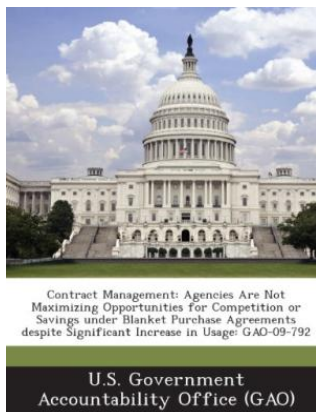 Contract Management: Agencies Are Not
Maximizing Opportunities for Competition or
Savings under Blanket Purchase Agreements
despite Significant Increase in Usage: GAO-09-792
U.S. Government
Accountability Office (GAO)